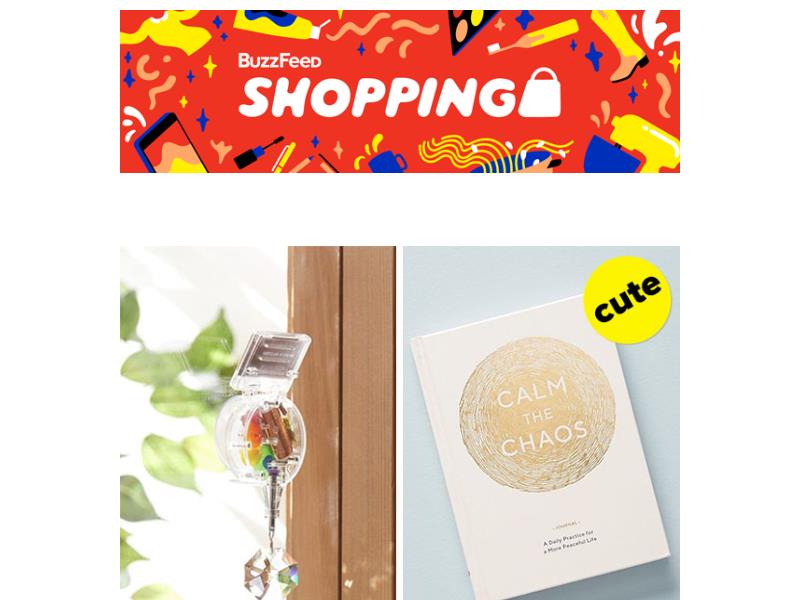 BuzzFeed
SHOPPING
cute
CALM
THE
CHAOS
- JOURNAL -
A Daily Practice for
a More Peaceful Life